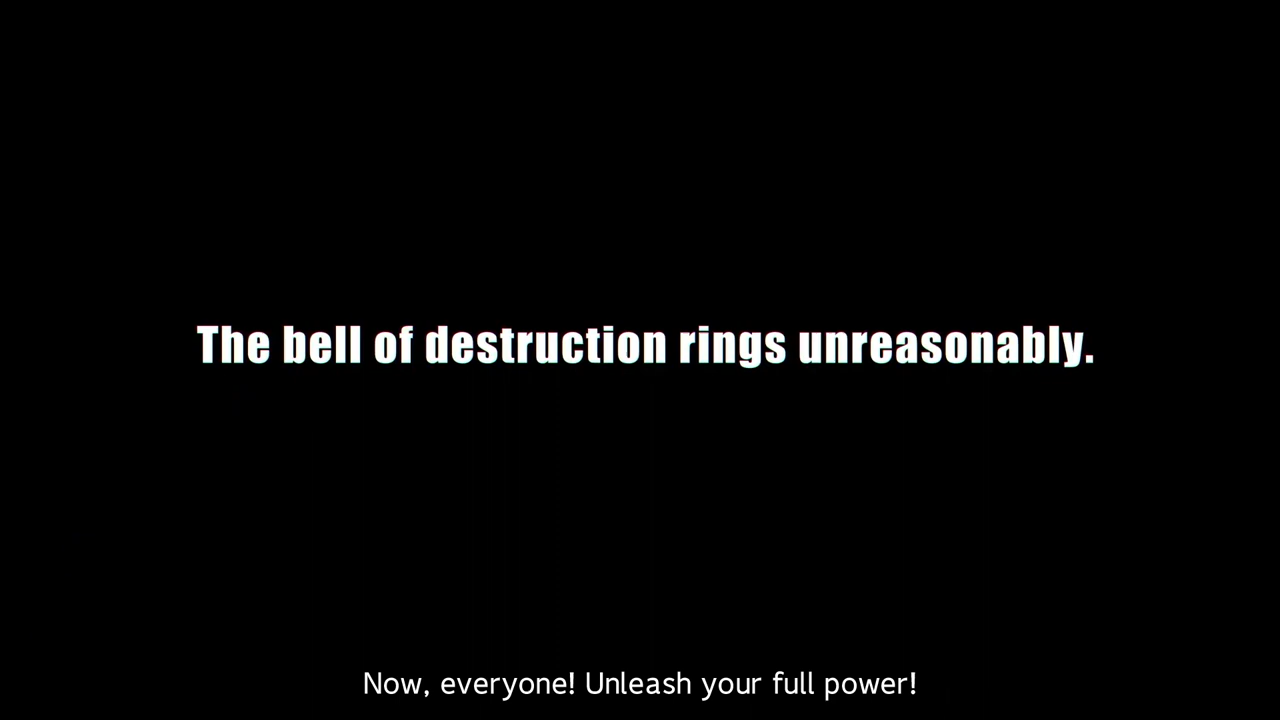 The bell of destruction rings unreasonably.
Now, everyone! Unleash your full power!